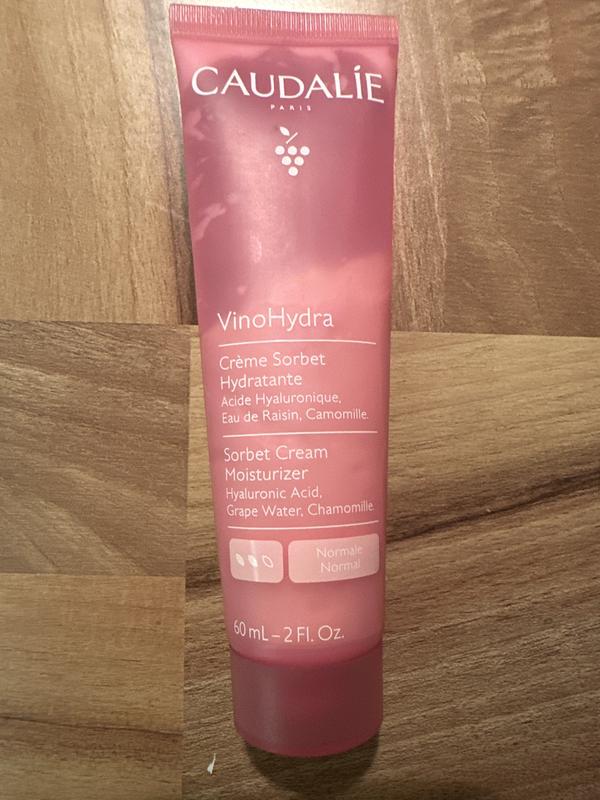 CAUDALÍE
PARIS
VinoHydra
Crème Sorbet
Hydratante
Acide Hyaluronique,
Eau de Raisin, Camomille.
Sorbet Cream
Moisturizer
Hyaluronic Acid,
Grape Water, Chamomille.
Normale
Normal
60 mL – 2 Fl. Oz.